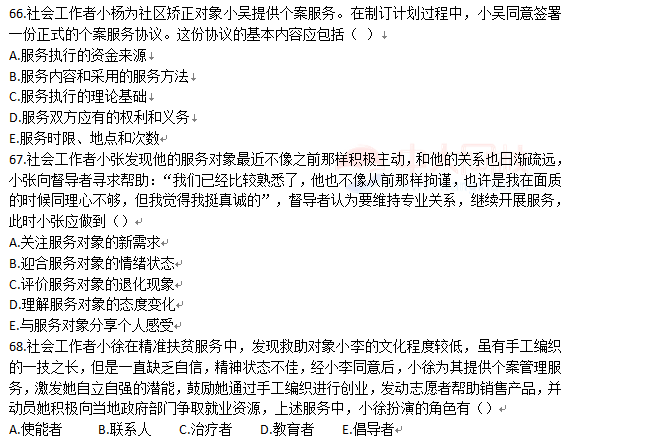 66.社会工作者小杨为社区矫正对象小吴提供个案服务。在制订计划过程中，小吴同意签署
一份正式的个案服务协议。这份协议的基本内容应包括（ ）↓
A.服务执行的资金来源↓
B.服务内容和采用的服务方法↓
C.服务执行的理论基础↓
D.服务双方应有的权利和义务↓
E.服务时限、地点和次数↵
67.社会工作者小张发现他的服务对象最近不像之前那样积极主动，和他的关系也日渐疏远，
小张向督导者寻求帮助：“我们已经比较熟悉了，他也不像从前那样拘谨，也许是我在面质
的时候同理心不够，但我觉得我挺真诚的”，督导者认为要维持专业关系，继续开展服务，
此时小张应做到（）↵
A.关注服务对象的新需求↵
B.迎合服务对象的情绪状态↵
C.评价服务对象的退化现象↵
D.理解服务对象的态度变化↵
E.与服务对象分享个人感受↵
68.社会工作者小徐在精准扶贫服务中，发现救助对象小李的文化程度较低，虽有手工编织
的一技之长，但是一直缺乏自信，精神状态不佳，经小李同意后，小徐为其提供个案管理服
务，激发她自立自强的潜能，鼓励她通过手工编织进行创业，发动志愿者帮助销售产品，并
动员她积极向当地政府部门争取就业资源，上述服务中，小徐扮演的角色有（）↵
A.使能者 B.联系人 C.治疗者 D.教育者 E.倡导者↵